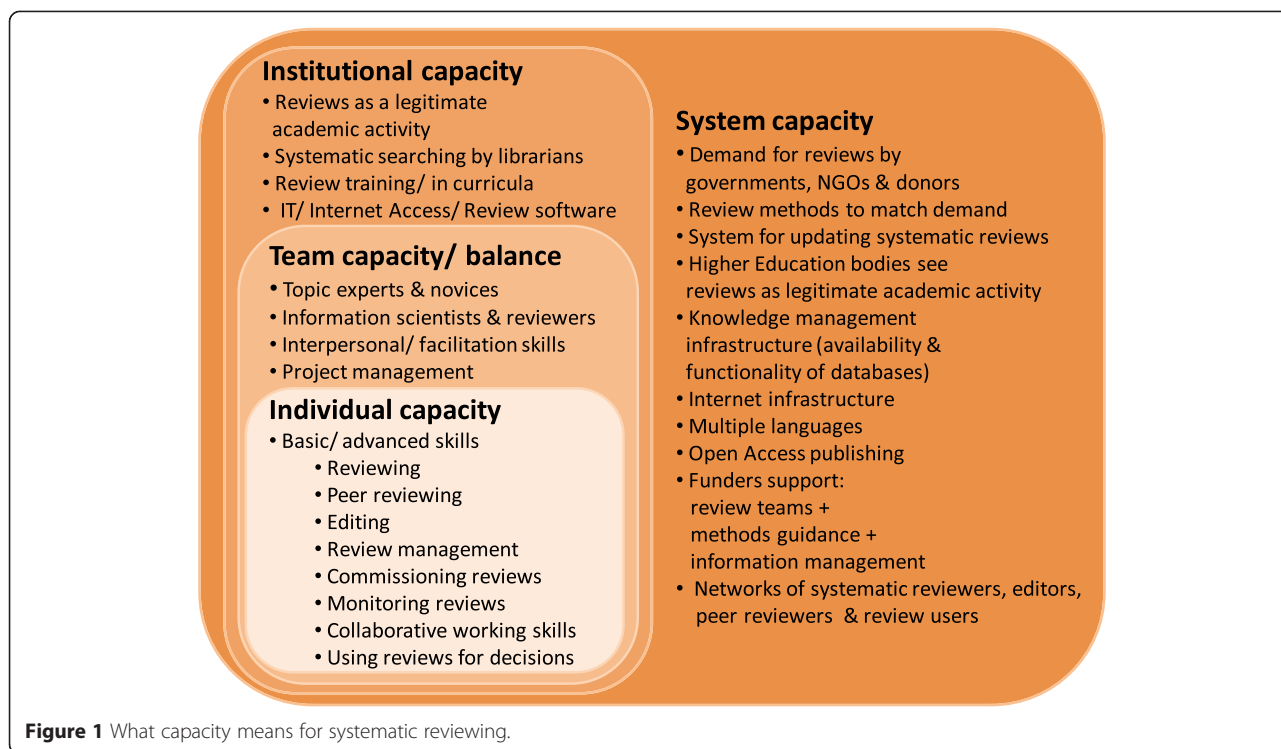 Institutional capacity
• Reviews as a legitimate
academic activity
• Systematic searching by librarians
• Review training/ in curricula
• IT/ Internet Access/ Review software
Team capacity/ balance
• Topic experts & novices
• Information scientists & reviewers
• Interpersonal/ facilitation skills
• Project management
Individual capacity
• Basic/ advanced skills
• Reviewing
• Peer reviewing
• Editing
• Review management
• Commissioning reviews
• Monitoring reviews
• Collaborative working skills
• Using reviews for decisions
System capacity
• Demand for reviews by
governments, NGOs & donors
• Review methods to match demand
• System for updating systematic reviews
• Higher Education bodies see
reviews as legitimate academic activity
• Knowledge management
infrastructure (availability &
functionality of databases)
• Internet infrastructure
• Multiple languages
• Open Access publishing
• Funders support:
review teams +
methods guidance +
information management
• Networks of systematic reviewers, editors,
peer reviewers & review users
Figure 1 What capacity means for systematic reviewing.